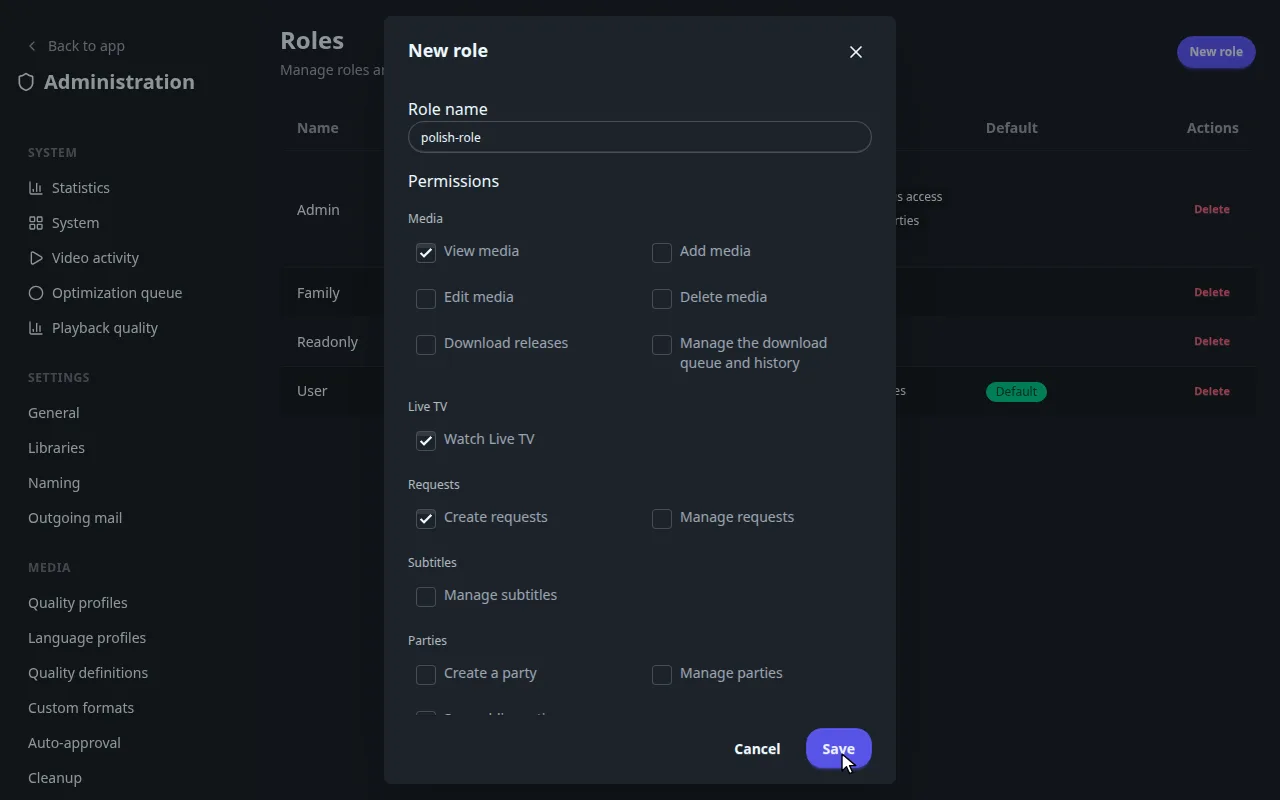 Back to app
Administration
SYSTEM
Statistics
System
Video activity
Optimization queue
Playback quality
SETTINGS
General
Libraries
Naming
Outgoing mail
MEDIA
Quality profiles
Language profiles
Quality definitions
Custom formats
Auto-approval
Cleanup
Roles
Manage roles
New role
Name
Default
Actions
Admin
s access
rties
Delete
Family
Delete
Readonly
Delete
User
es
Default
Delete
New role
Role name
polish-role
Permissions
Media
View media
Add media
Edit media
Delete media
Download releases
Manage the download
queue and history
Live TV
Watch Live TV
Requests
Create requests
Manage requests
Subtitles
Manage subtitles
Parties
Create a party
Manage parties
Cancel
Save